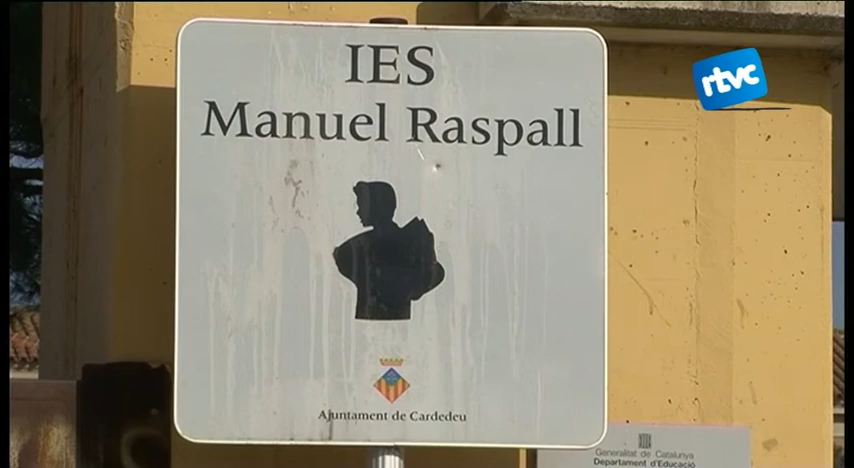 IES
Manuel Raspall
Ajuntament de Cardedeu
rtvc
Generalitat de Catalunya
Departament d'Educació